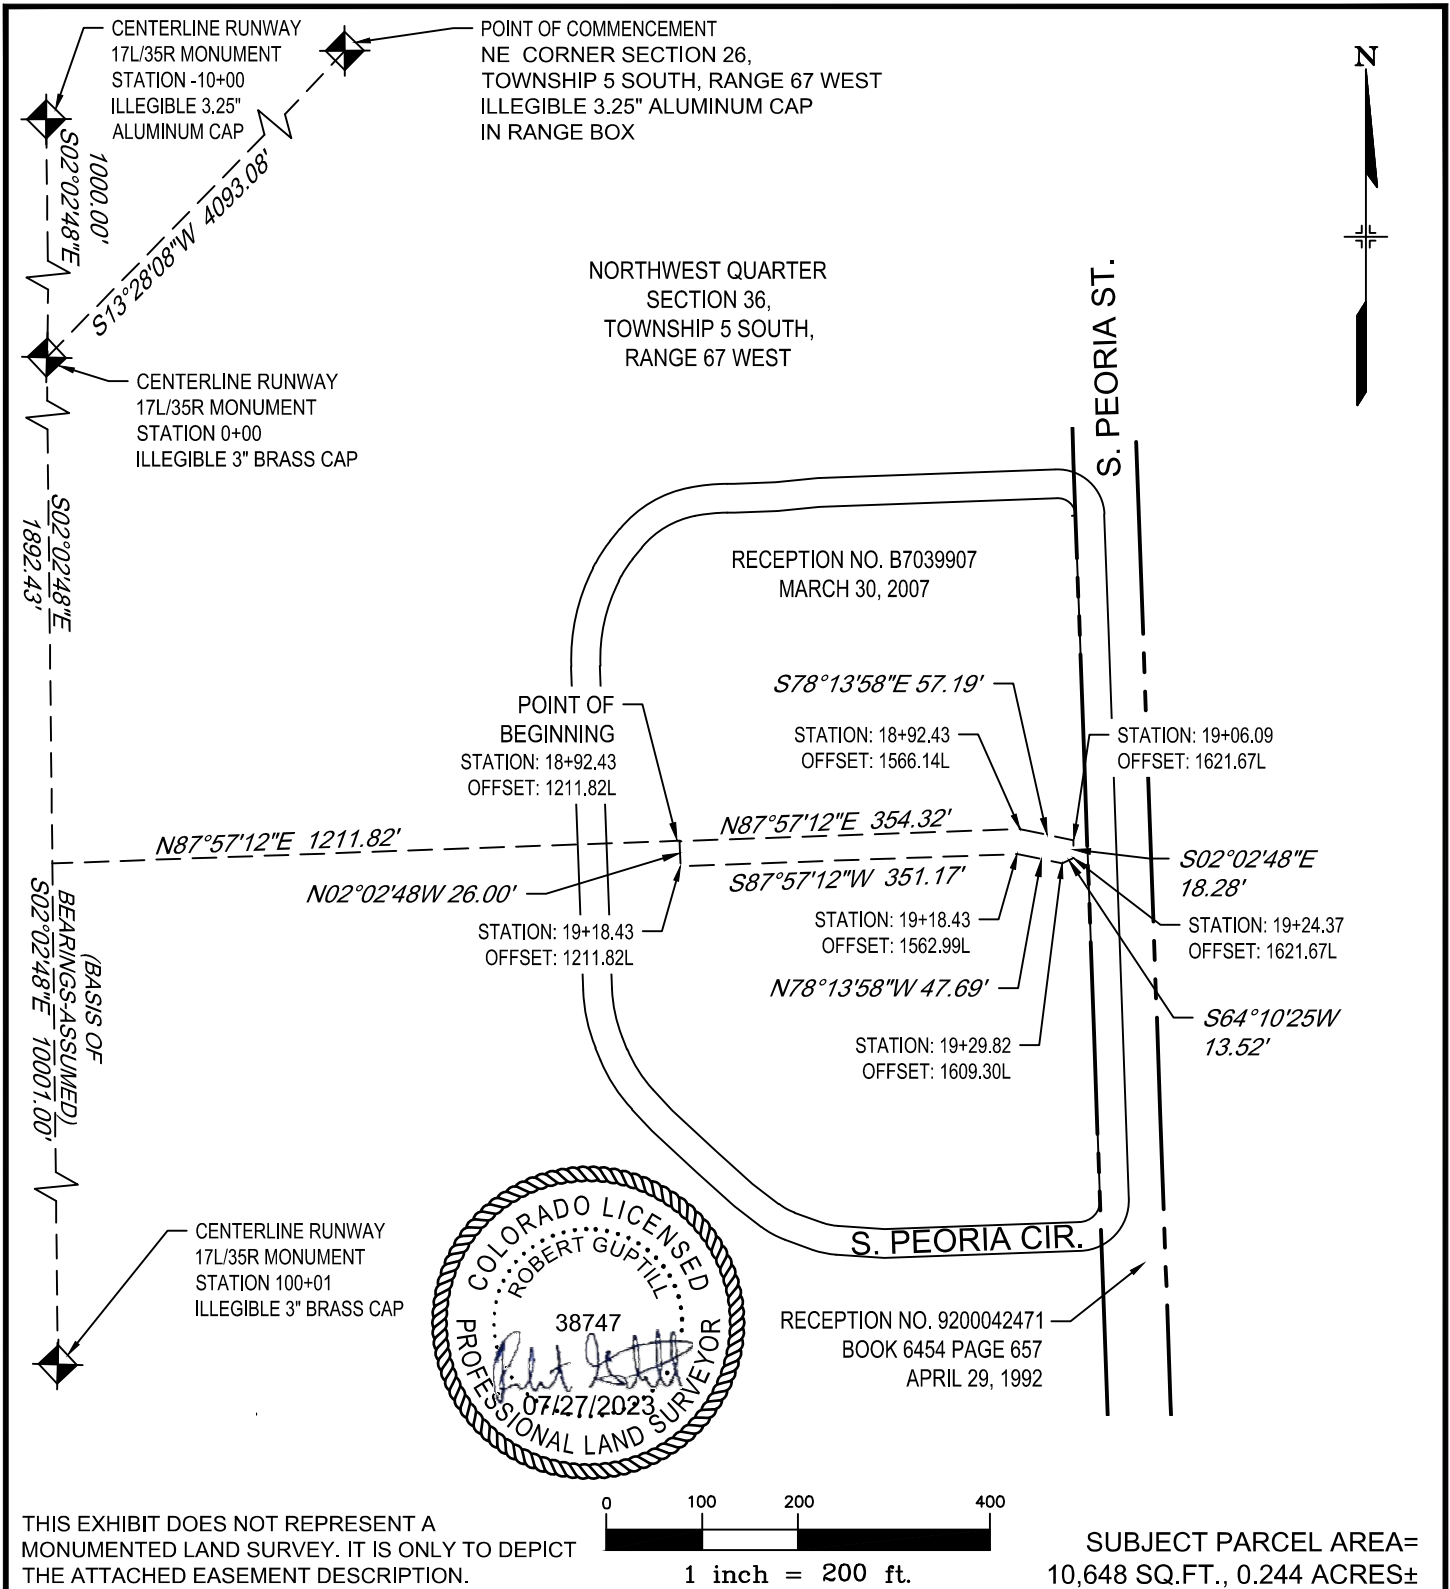 CENTERLINE RUNWAY
17L/35R MONUMENT
STATION -10+00
ILLEGIBLE 3.25"
ALUMINUM CAP
POINT OF COMMENCEMENT
NE CORNER SECTION 26,
TOWNSHIP 5 SOUTH, RANGE 67 WEST
ILLEGIBLE 3.25" ALUMINUM CAP
IN RANGE BOX
N
1000.00'
S02°02'48"E
S13°28'08"W 4093.08'
NORTHWEST QUARTER
SECTION 36,
TOWNSHIP 5 SOUTH,
RANGE 67 WEST
S. PEORIA ST.
CENTERLINE RUNWAY
17L/35R MONUMENT
STATION 0+00
ILLEGIBLE 3" BRASS CAP
S02°02'48"E
1892.43'
RECEPTION NO. B7039907
MARCH 30, 2007
S78°13'58"E 57.19'
POINT OF
BEGINNING
STATION: 18+92.43
OFFSET: 1211.82L
STATION: 18+92.43
OFFSET: 1566.14L
STATION: 19+06.09
OFFSET: 1621.67L
N87°57'12"E 1211.82'
N87°57'12"E 354.32'
S02°02'48"E
18.28'
N02°02'48W 26.00'
S87°57'12"W 351.17'
STATION: 19+18.43
OFFSET: 1211.82L
STATION: 19+18.43
OFFSET: 1562.99L
STATION: 19+24.37
OFFSET: 1621.67L
N78°13'58"W 47.69'
S64°10'25W
13.52'
STATION: 19+29.82
OFFSET: 1609.30L
(BASIS OF
BEARINGS-ASSUMED)
S02°02'48"E 10001.00'
CENTERLINE RUNWAY
17L/35R MONUMENT
STATION 100+01
ILLEGIBLE 3" BRASS CAP
S. PEORIA CIR.
COLORADO LICENSED
ROBERT GUPTILL
38747
07/27/2023
PROFESSIONAL LAND SURVEYOR
RECEPTION NO. 9200042471
BOOK 6454 PAGE 657
APRIL 29, 1992
THIS EXHIBIT DOES NOT REPRESENT A
MONUMENTED LAND SURVEY. IT IS ONLY TO DEPICT
THE ATTACHED EASEMENT DESCRIPTION.
0 100 200 400
1 inch = 200 ft.
SUBJECT PARCEL AREA=
10,648 SQ.FT., 0.244 ACRES±